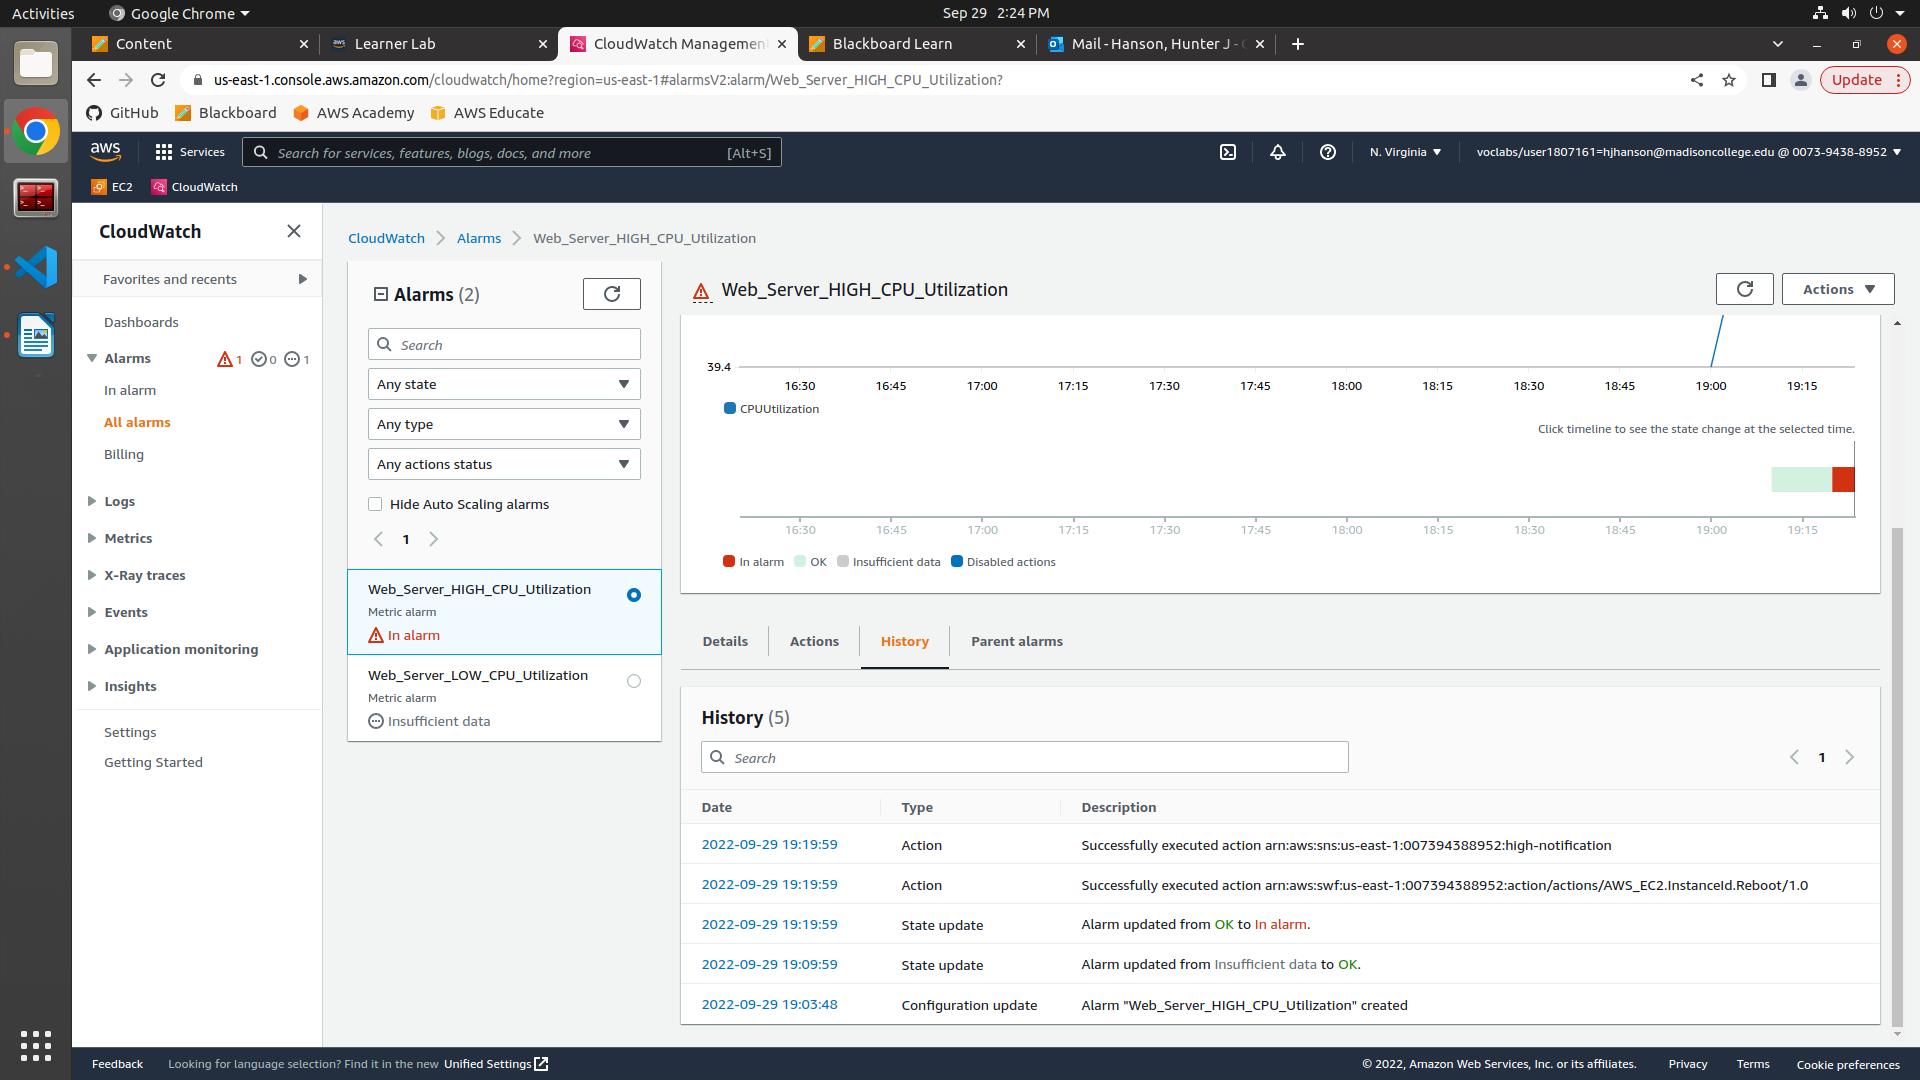 Activities
Google Chrome
Sep 29 2:24 PM
Content
Learner Lab
CloudWatch Managemen
Blackboard Learn
Mail - Hanson, Hunter J -
us-east-1.console.aws.amazon.com/cloudwatch/home?region=us-east-1#alarmsV2:alarm/Web_Server_HIGH_CPU_Utilization?
Update
GitHub
Blackboard
AWS Academy
AWS Educate
aws
Services
Search for services, features, blogs, docs, and more
[Alt+S]
N. Virginia
voclabs/user1807161=hjhanson@madisoncollege.edu @ 0073-9438-8952
EC2
CloudWatch
CloudWatch
Favorites and recents
Dashboards
Alarms
1
0
1
In alarm
All alarms
Billing
Logs
Metrics
X-Ray traces
Events
Application monitoring
Insights
Settings
Getting Started
CloudWatch
Alarms
Web_Server_HIGH_CPU_Utilization
Alarms (2)
Search
Any state
Any type
Any actions status
Hide Auto Scaling alarms
1
Web_Server_HIGH_CPU_Utilization
Metric alarm
In alarm
Web_Server_LOW_CPU_Utilization
Metric alarm
Insufficient data
Web_Server_HIGH_CPU_Utilization
Actions
39.4
16:30 16:45 17:00 17:15 17:30 17:45 18:00 18:15 18:30 18:45 19:00 19:15
CPUUtilization
Click timeline to see the state change at the selected time.
16:30 16:45 17:00 17:15 17:30 17:45 18:00 18:15 18:30 18:45 19:00 19:15
In alarm OK Insufficient data Disabled actions
Details
Actions
History
Parent alarms
History (5)
Search
1
Date Type Description
2022-09-29 19:19:59 Action Successfully executed action arn:aws:sns:us-east-1:007394388952:high-notification
2022-09-29 19:19:59 Action Successfully executed action arn:aws:swf:us-east-1:007394388952:action/actions/AWS_EC2.InstanceId.Reboot/1.0
2022-09-29 19:19:59 State update Alarm updated from OK to In alarm.
2022-09-29 19:09:59 State update Alarm updated from Insufficient data to OK.
2022-09-29 19:03:48 Configuration update Alarm "Web_Server_HIGH_CPU_Utilization" created
Feedback
Looking for language selection? Find it in the new Unified Settings
© 2022, Amazon Web Services, Inc. or its affiliates.
Privacy
Terms
Cookie preferences